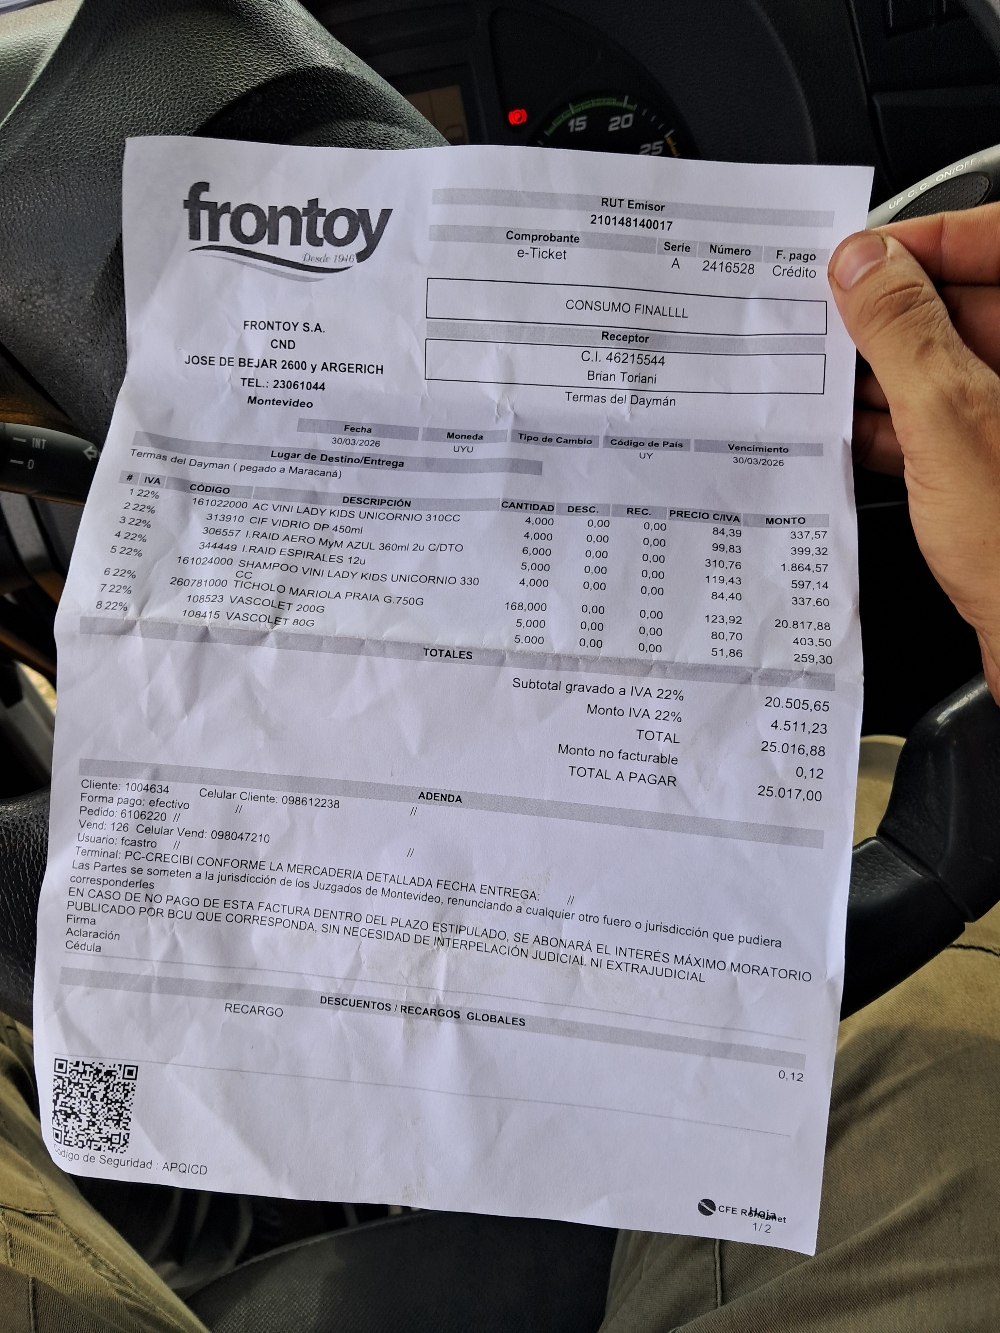 frontoy
Desde 1946
FRONTOY S.A.
CND
JOSE DE BEJAR 2600 y ARGERICH
TEL.: 23061044
Montevideo
RUT Emisor
210148140017
Comprobante Serie Número F. pago
e-Ticket A 2416528 Crédito
CONSUMO FINALLLL
Receptor
C.I. 46215544
Brian Toriani
Termas del Daymán
Fecha Moneda Tipo de Cambio Código de País Vencimiento
30/03/2026 UYU UY 30/03/2026
Lugar de Destino/Entrega
Termas del Dayman ( pegado a Maracaná)
# IVA CÓDIGO DESCRIPCIÓN CANTIDAD DESC. REC. PRECIO C/IVA MONTO
1 22% 161022000 AC VINI LADY KIDS UNICORNIO 310CC 4,000 0,00 0,00 84,39 337,57
2 22% 313910 CIF VIDRIO DP 450ml 4,000 0,00 0,00 99,83 399,32
3 22% 306557 I.RAID AERO MyM AZUL 360ml 2u C/DTO 6,000 0,00 0,00 310,76 1.864,57
4 22% 344449 I.RAID ESPIRALES 12u 5,000 0,00 0,00 119,43 597,14
5 22% 161024000 SHAMPOO VINI LADY KIDS UNICORNIO 330 CC 4,000 0,00 0,00 84,40 337,60
6 22% 260781000 TICHOLO MARIOLA PRAIA G.750G 168,000 0,00 0,00 123,92 20.817,88
7 22% 108523 VASCOLET 200G 5,000 0,00 0,00 80,70 403,50
8 22% 108415 VASCOLET 80G 5,000 0,00 0,00 51,86 259,30
TOTALES
Subtotal gravado a IVA 22% 20.505,65
Monto IVA 22% 4.511,23
TOTAL 25.016,88
Monto no facturable 0,12
TOTAL A PAGAR 25.017,00
ADENDA
Cliente: 1004634 Celular Cliente: 098612238 //
Forma pago: efectivo //
Pedido: 6106220 //
Vend: 126 Celular Vend: 098047210 //
Usuario: fcastro //
Terminal: PC-CRECIBI CONFORME LA MERCADERIA DETALLADA FECHA ENTREGA: //
Las Partes se someten a la jurisdicción de los Juzgados de Montevideo, renunciando a cualquier otro fuero o jurisdicción que pudiera
corresponderles
EN CASO DE NO PAGO DE ESTA FACTURA DENTRO DEL PLAZO ESTIPULADO, SE ABONARÁ EL INTERÉS MÁXIMO MORATORIO
PUBLICADO POR BCU QUE CORRESPONDA, SIN NECESIDAD DE INTERPELACIÓN JUDICIAL NI EXTRAJUDICIAL
Firma
Aclaración
Cédula
DESCUENTOS / RECARGOS GLOBALES
RECARGO 0,12
Código de Seguridad : APQICD
CFE
Hoja
1/ 2
15 20 25
INT
0
UP C.C. ON/OFF